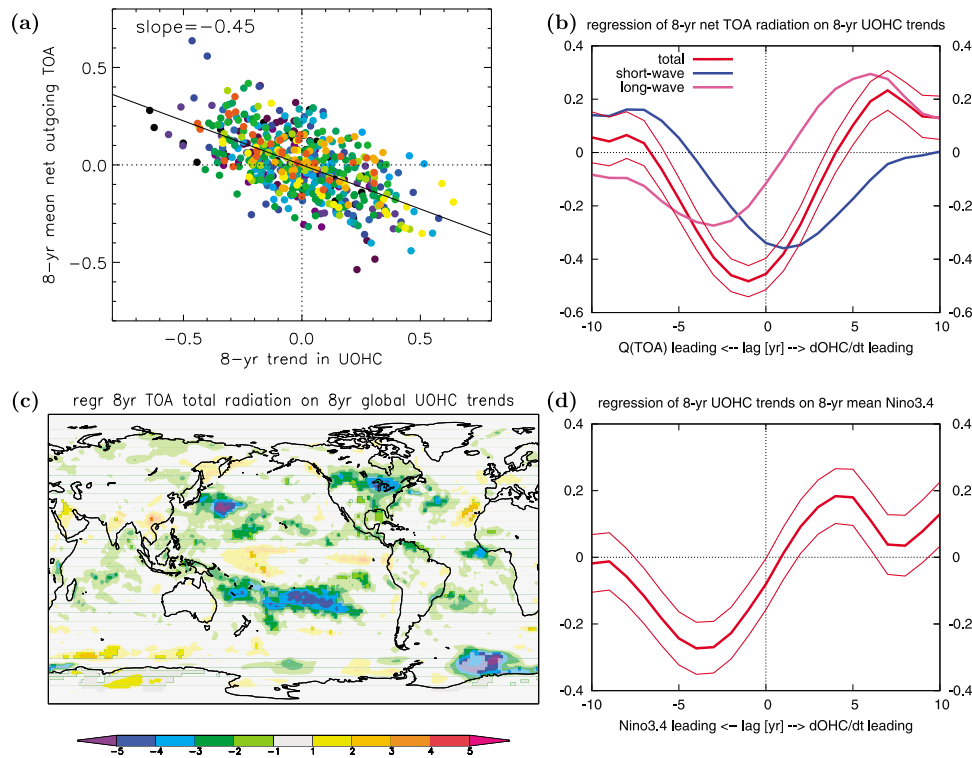 (a)
slope=−0.45
8-yr mean net outgoing TOA
0.5
0.0
−0.5
−0.5
0.0
0.5
8-yr trend in UOHC
(b)
regression of 8-yr net TOA radiation on 8-yr UOHC trends
total
short-wave
long-wave
0.4 0.4
0.2 0.2
0 0
-0.2 -0.2
-0.4 -0.4
-0.6 -0.6
-10 -5 0 5 10
Q(TOA) leading <-- lag [yr] --> dOHC/dt leading
(c)
regr 8yr TOA total radiation on 8yr global UOHC trends
-5 -4 -3 -2 -1 1 2 3 4 5
(d)
regression of 8-yr UOHC trends on 8-yr mean Nino3.4
0.4 0.4
0.2 0.2
0 0
-0.2 -0.2
-0.4 -0.4
-10 -5 0 5 10
Nino3.4 leading <-- lag [yr] --> dOHC/dt leading